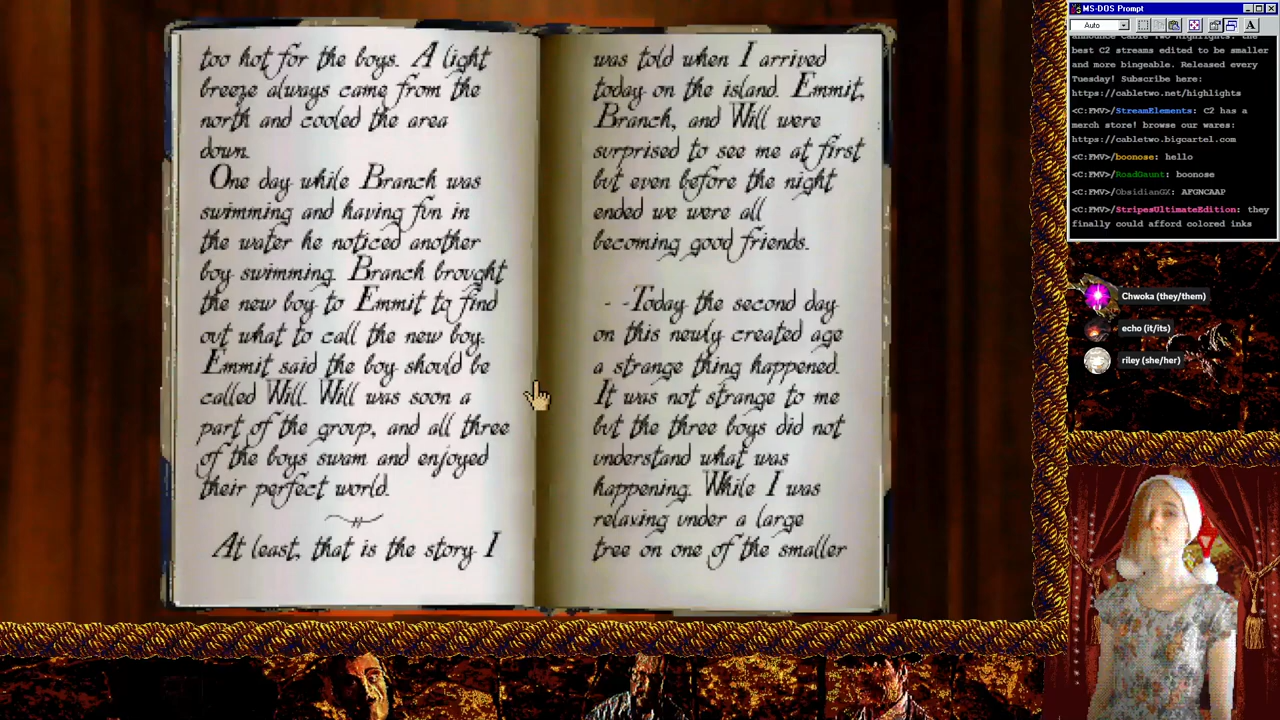 too hot for the boys. A light
breeze always came from the
north and cooled the area
down.
One day while Branch was
swimming and having fun in
the water he noticed another
boy swimming. Branch brought
the new boy to Emmit to find
out what to call the new boy.
Emmit said the boy should be
called Will. Will was soon a
part of the group, and all three
of the boys swam and enjoyed
their perfect world.
At least, that is the story I
was told when I arrived
today on the island. Emmit,
Branch, and Will were
surprised to see me at first
but even before the night
ended we were all
becoming good friends.
- -Today the second day
on this newly created age
a strange thing happened.
It was not strange to me
but the three boys did not
understand what was
happening. While I was
relaxing under a large
tree on one of the smaller
MS-DOS Prompt
Auto
A
announce Cable Two Highlights: the
best C2 streams edited to be smaller
and more bingeable. Released every
Tuesday! Subscribe here:
https://cabletwo.net/highlights
<C:FMV>/StreamElements: C2 has a
merch store! browse our wares:
https://cabletwo.bigcartel.com
<C:FMV>/boonose: hello
<C:FMV>/RoadGaunt: boonose
<C:FMV>/ObsidianGX: AFGNCAAP
<C:FMV>/StripesUltimateEdition: they
finally could afford colored inks
Chwoka (they/them)
echo (it/its)
riley (she/her)